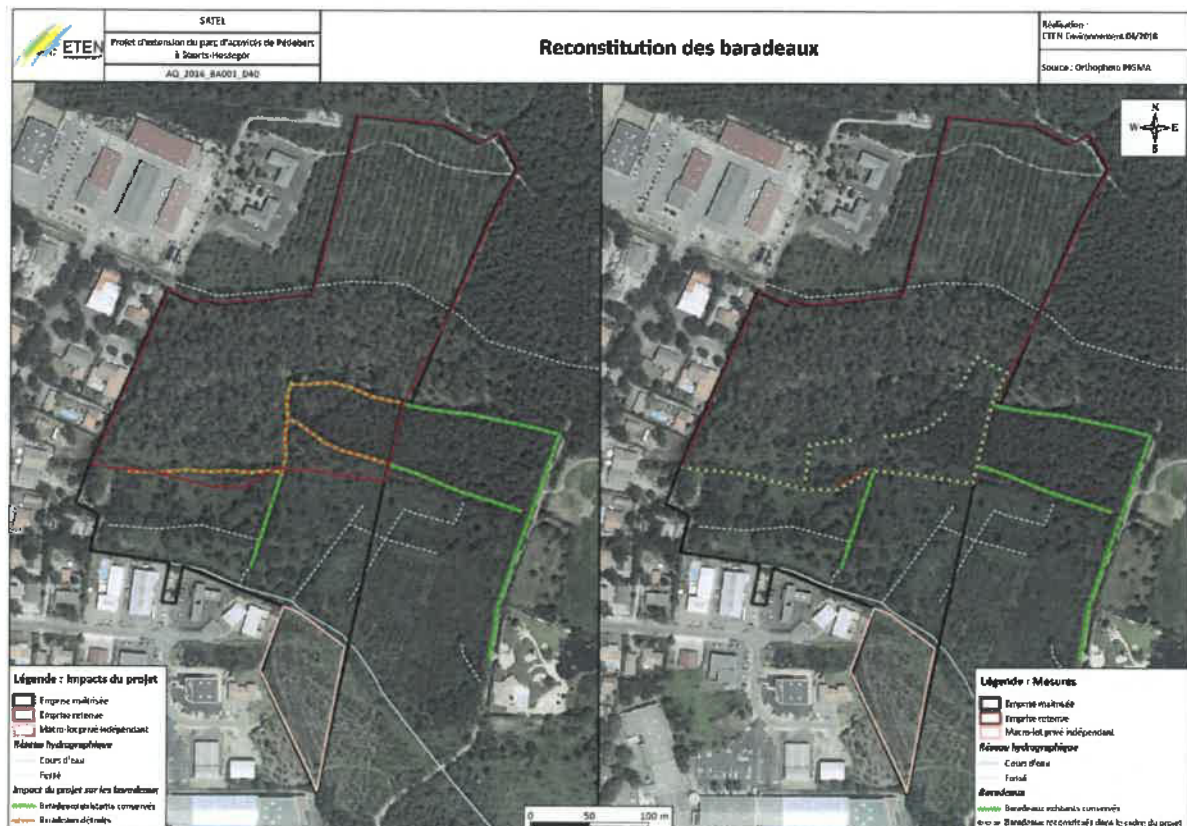 ETEN
SATEL
Projet d'extension du parc d'activités de Pédebert
à Soorts-Hossegor
AQ_2016_BA001_D40
Reconstitution des baradeaux
Réalisation :
ETEN Environnement 06/2018
Source : Orthophoto PIGMA
N
W E
S
Légende : Impacts du projet
Emprise maîtrisée
Emprise retenue
Macro-lot privé indépendant
Réseau hydrographique
Cours d'eau
Fossé
Impact du projet sur les baradeaux
Baradeaux existants conservés
Baradeaux détruits
0 50 100 m
Légende : Mesures
Emprise maîtrisée
Emprise retenue
Macro-lot privé indépendant
Réseau hydrographique
Cours d'eau
Fossé
Baradeaux
Baradeaux existants conservés
Baradeaux reconstitués dans le cadre du projet